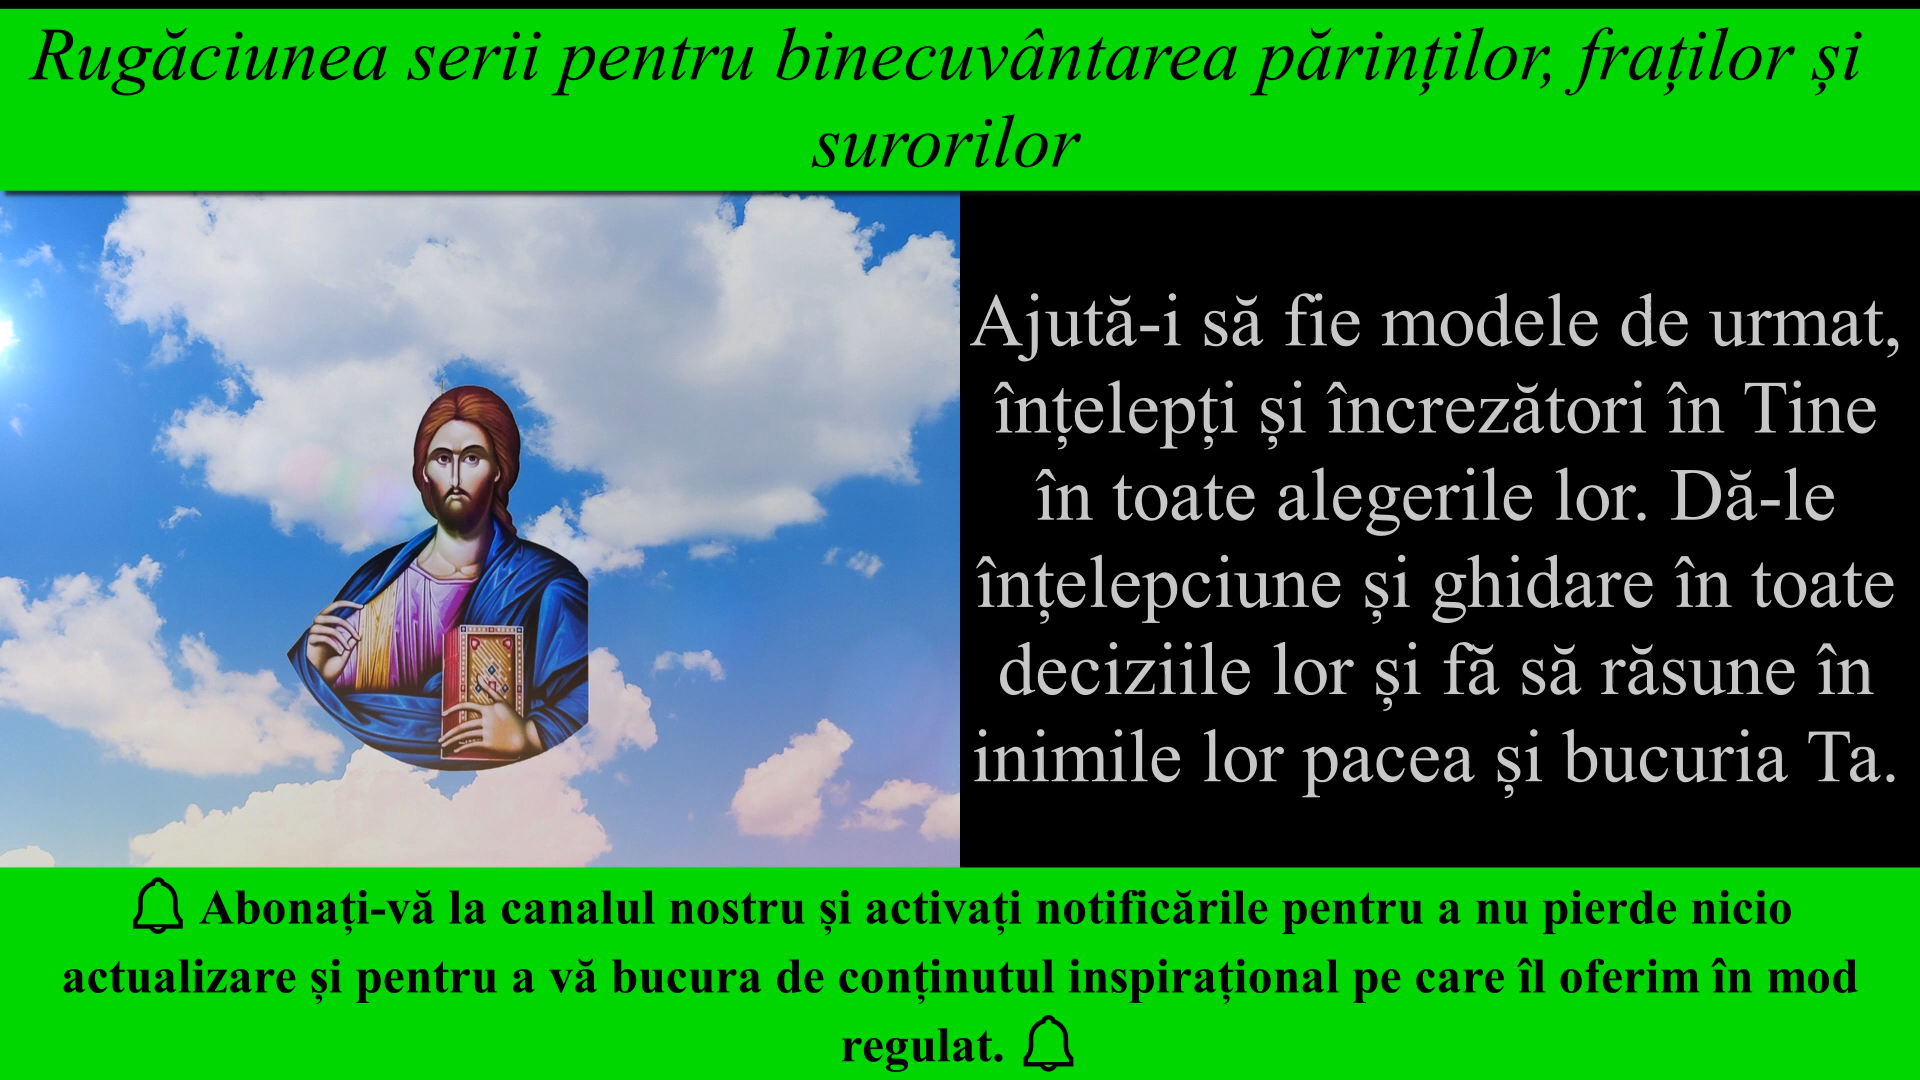 Rugăciunea serii pentru binecuvântarea părinților, fraților și
surorilor
Ajută-i să fie modele de urmat,
înțelepți și încrezători în Tine
în toate alegerile lor. Dă-le
înțelepciune și ghidare în toate
deciziile lor și fă să răsune în
inimile lor pacea și bucuria Ta.
🔔 Abonați-vă la canalul nostru și activați notificările pentru a nu pierde nicio
actualizare și pentru a vă bucura de conținutul inspirațional pe care îl oferim în mod
regulat. 🔔